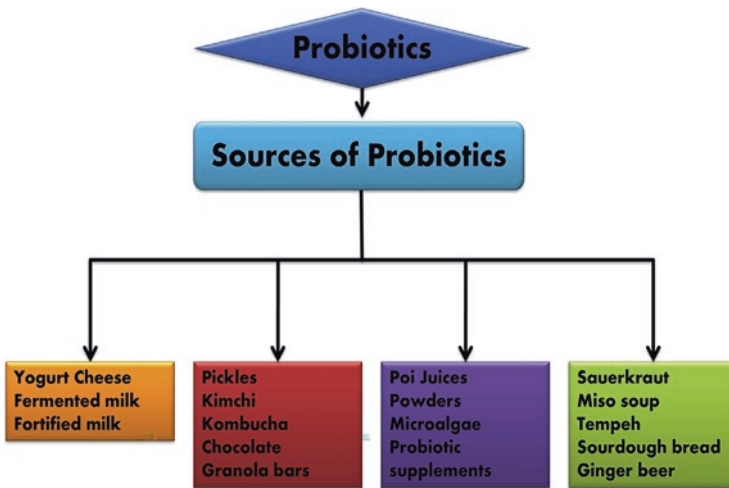 Probiotics
Sources of Probiotics
Yogurt Cheese
Fermented milk
Fortified milk
Pickles
Kimchi
Kombucha
Chocolate
Granola bars
Poi Juices
Powders
Microalgae
Probiotic
supplements
Sauerkraut
Miso soup
Tempeh
Sourdough bread
Ginger beer